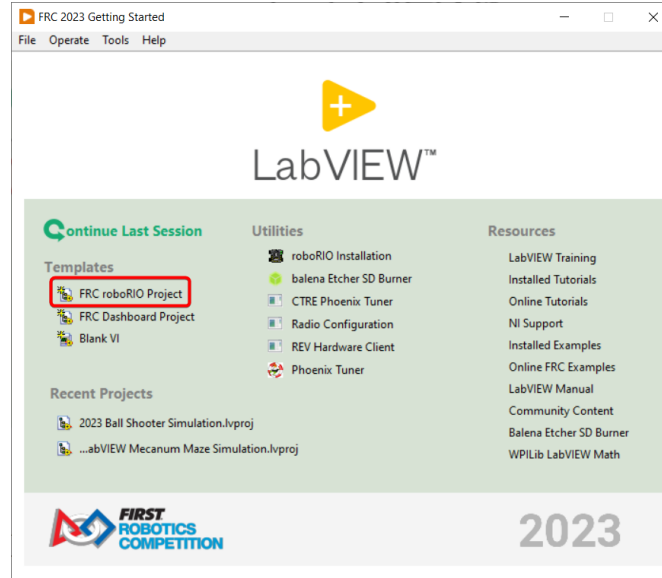 FRC 2023 Getting Started
File Operate Tools Help
LabVIEW™
Continue Last Session
Templates
FRC roboRIO Project
FRC Dashboard Project
Blank VI
Recent Projects
2023 Ball Shooter Simulation.lvproj
...abVIEW Mecanum Maze Simulation.lvproj
Utilities
roboRIO Installation
balena Etcher SD Burner
CTRE Phoenix Tuner
Radio Configuration
REV Hardware Client
Phoenix Tuner
Resources
LabVIEW Training
Installed Tutorials
Online Tutorials
NI Support
Installed Examples
Online FRC Examples
LabVIEW Manual
Community Content
Balena Etcher SD Burner
WPILib LabVIEW Math
FIRST
ROBOTICS
COMPETITION
2023